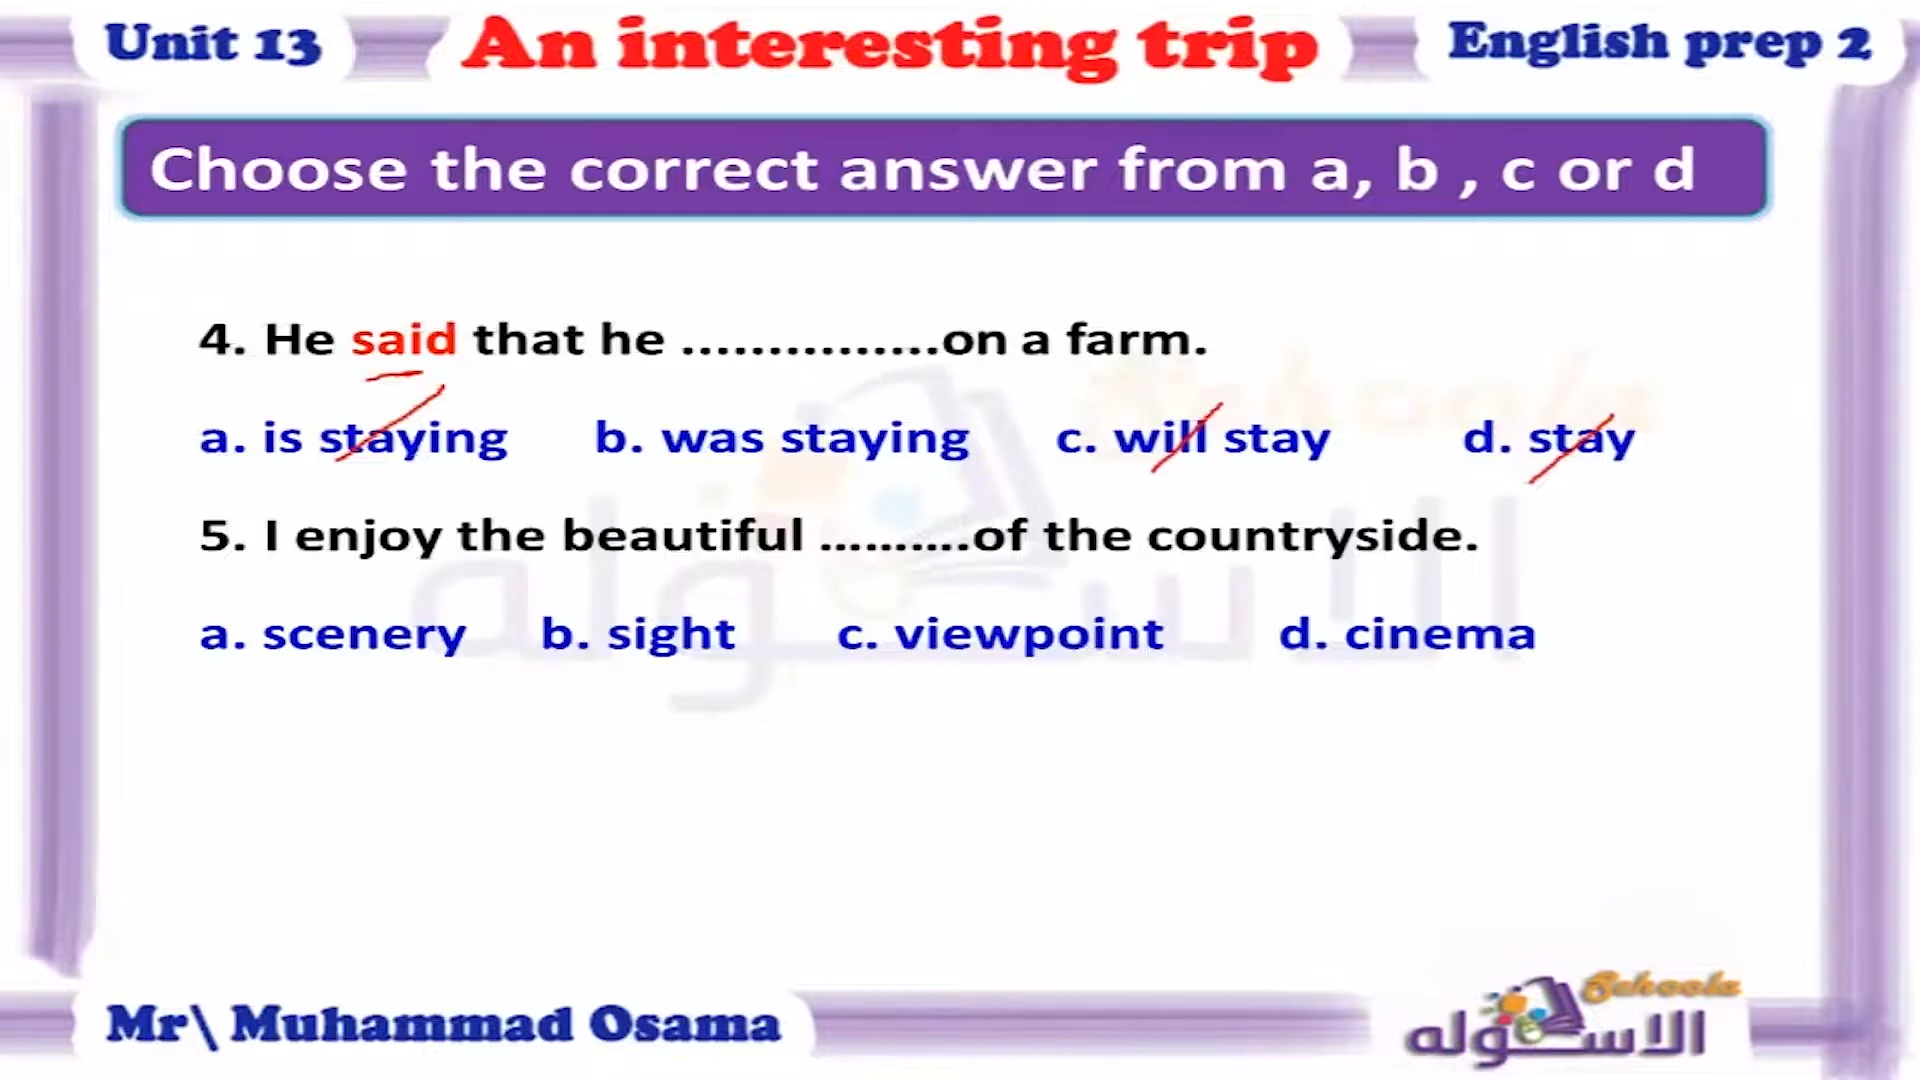 Unit 13
An interesting trip
English prep 2
Choose the correct answer from a, b , c or d
4. He said that he ...............on a farm.
a. is staying b. was staying c. will stay d. stay
5. I enjoy the beautiful ..........of the countryside.
a. scenery b. sight c. viewpoint d. cinema
Mr\ Muhammad Osama
Schoola
الاسكوله